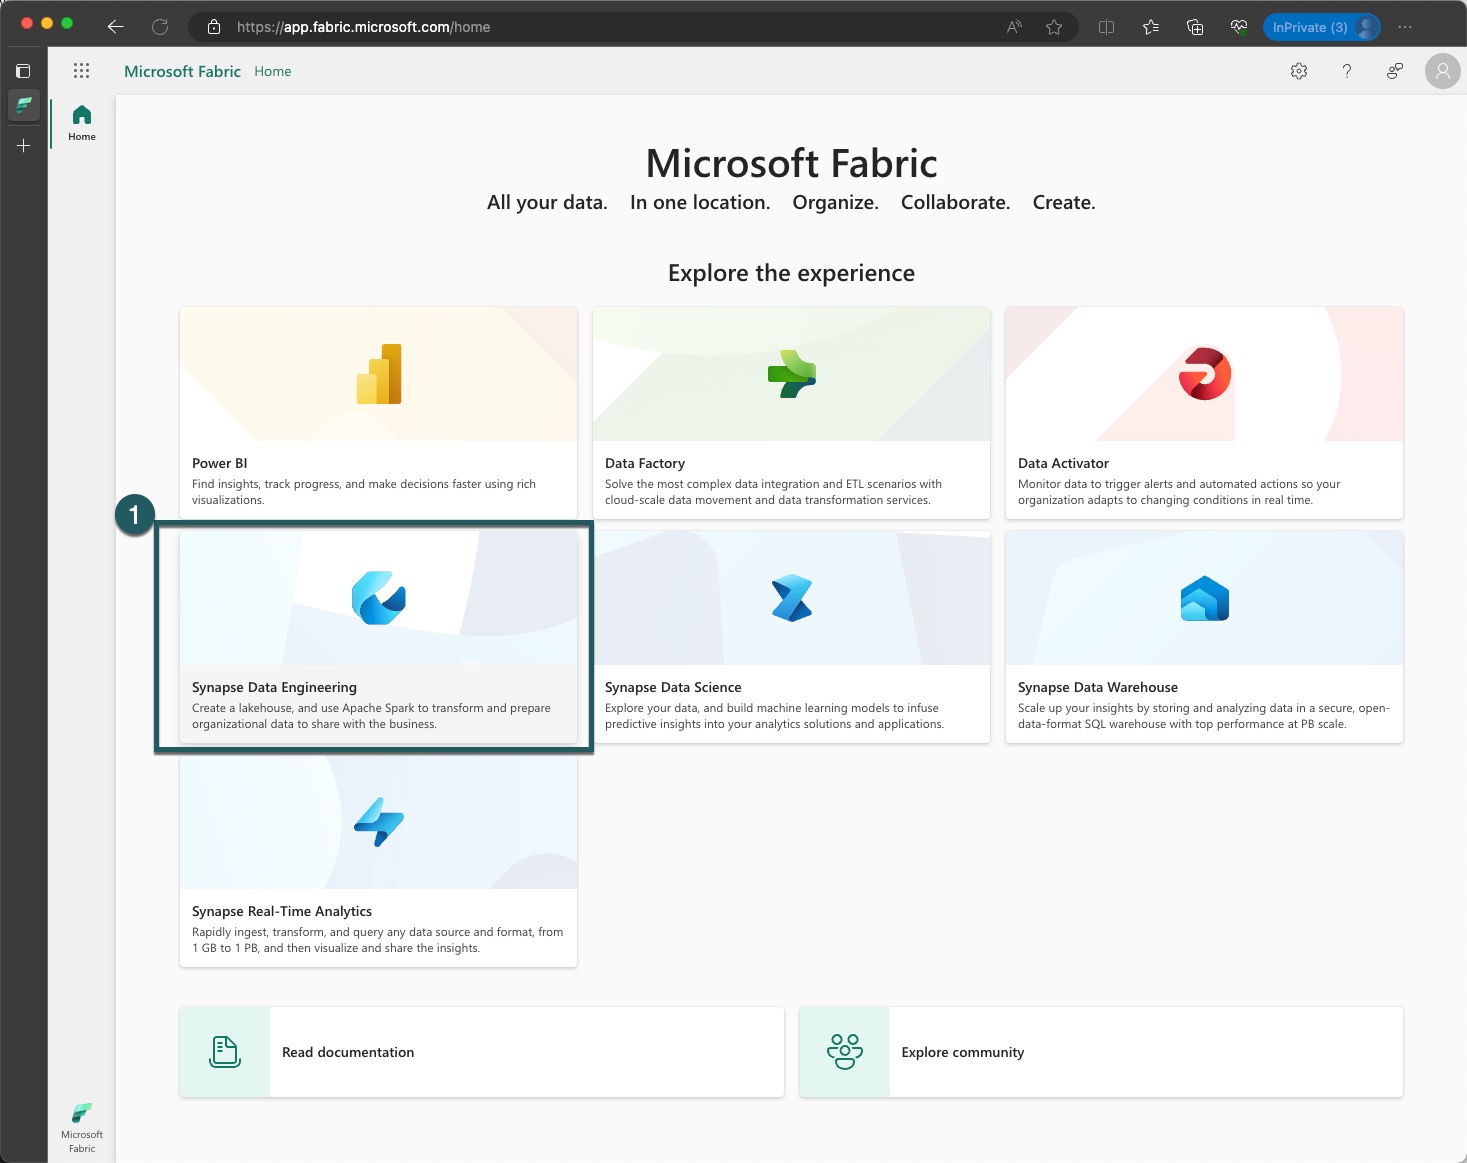 https://app.fabric.microsoft.com/home
InPrivate (3)
Microsoft Fabric Home
Home
Microsoft Fabric
All your data. In one location. Organize. Collaborate. Create.
Explore the experience
Power BI
Find insights, track progress, and make decisions faster using rich
visualizations.
Data Factory
Solve the most complex data integration and ETL scenarios with
cloud-scale data movement and data transformation services.
Data Activator
Monitor data to trigger alerts and automated actions so your
organization adapts to changing conditions in real time.
1
Synapse Data Engineering
Create a lakehouse, and use Apache Spark to transform and prepare
organizational data to share with the business.
Synapse Data Science
Explore your data, and build machine learning models to infuse
predictive insights into your analytics solutions and applications.
Synapse Data Warehouse
Scale up your insights by storing and analyzing data in a secure, open-
data-format SQL warehouse with top performance at PB scale.
Synapse Real-Time Analytics
Rapidly ingest, transform, and query any data source and format, from
1 GB to 1 PB, and then visualize and share the insights.
Read documentation
Explore community
Microsoft
Fabric